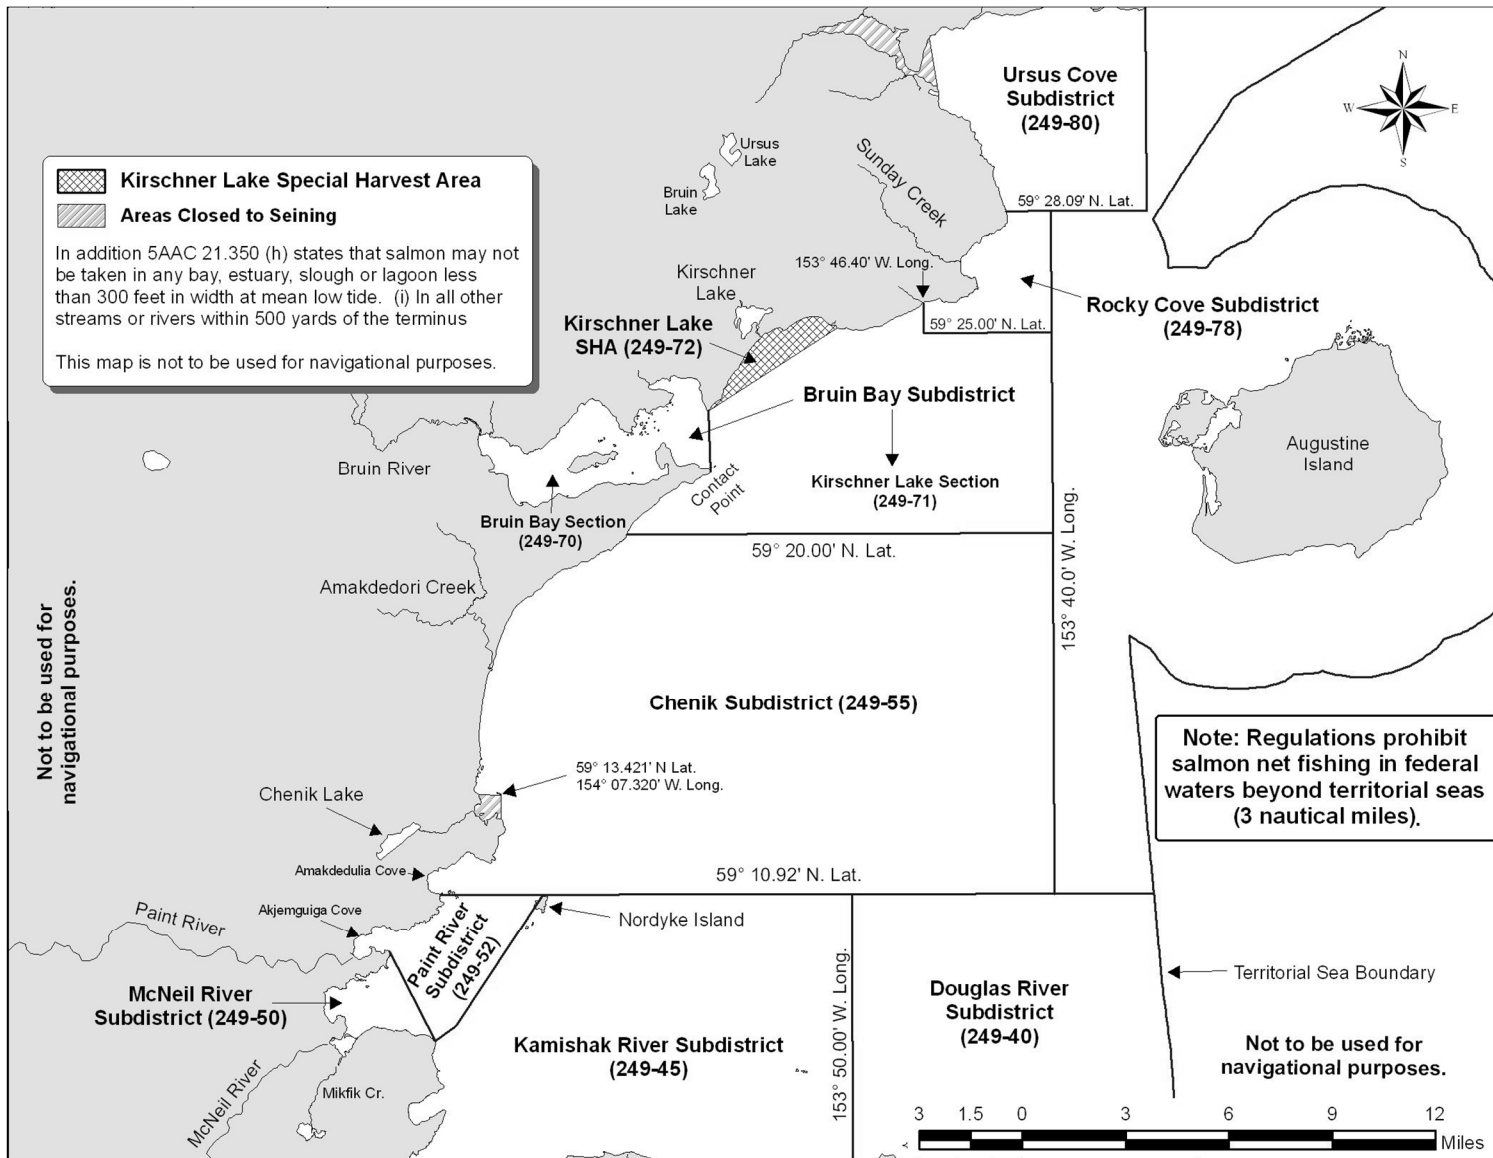 Ursus Cove
Subdistrict
(249-80)
N
W
E
S
Ursus
Lake
Bruin
Lake
Sunday Creek
Kirschner Lake Special Harvest Area
Areas Closed to Seining
In addition 5AAC 21.350 (h) states that salmon may not
be taken in any bay, estuary, slough or lagoon less
than 300 feet in width at mean low tide. (i) In all other
streams or rivers within 500 yards of the terminus
This map is not to be used for navigational purposes.
59° 28.09' N. Lat.
153° 46.40' W. Long.
Kirschner
Lake
Rocky Cove Subdistrict
(249-78)
59° 25.00' N. Lat.
Kirschner Lake
SHA (249-72)
Bruin Bay Subdistrict
Augustine
Island
Bruin River
Contact
Point
Kirschner Lake Section
(249-71)
Bruin Bay Section
(249-70)
59° 20.00' N. Lat.
153° 40.0' W. Long.
Amakdedori Creek
Not to be used for
navigational purposes.
Chenik Subdistrict (249-55)
Note: Regulations prohibit
salmon net fishing in federal
waters beyond territorial seas
(3 nautical miles).
59° 13.421' N Lat.
154° 07.320' W. Long.
Chenik Lake
Amakdedulia Cove
59° 10.92' N. Lat.
Akjemguiga Cove
Paint River
Nordyke Island
Paint River
Subdistrict
(249-52)
Territorial Sea Boundary
McNeil River
Subdistrict (249-50)
Douglas River
Subdistrict
(249-40)
153° 50.00' W. Long.
Kamishak River Subdistrict
(249-45)
Not to be used for
navigational purposes.
McNeil River
Mikfik Cr.
3 1.5 0 3 6 9 12
Miles